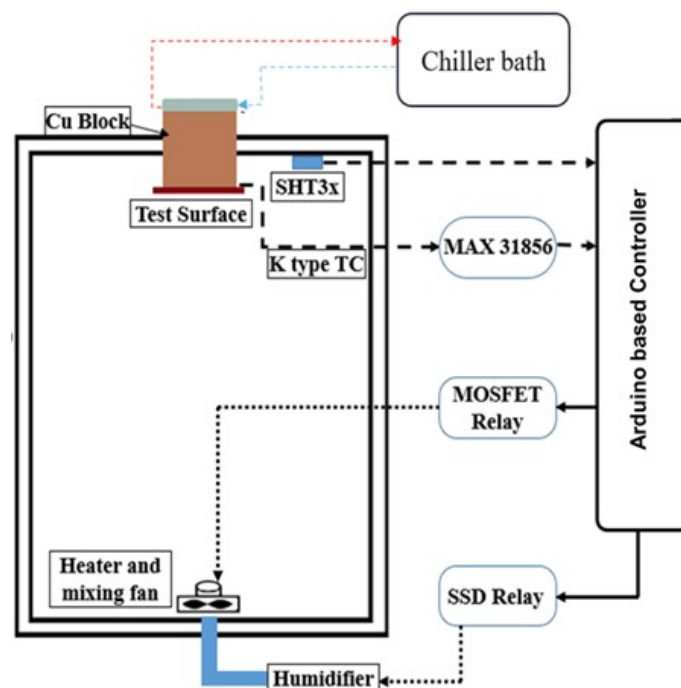 Chiller bath
Cu Block
SHT3x
Test Surface
K type TC
MAX 31856
Arduino based Controller
MOSFET
Relay
Heater and
mixing fan
SSD Relay
Humidifier